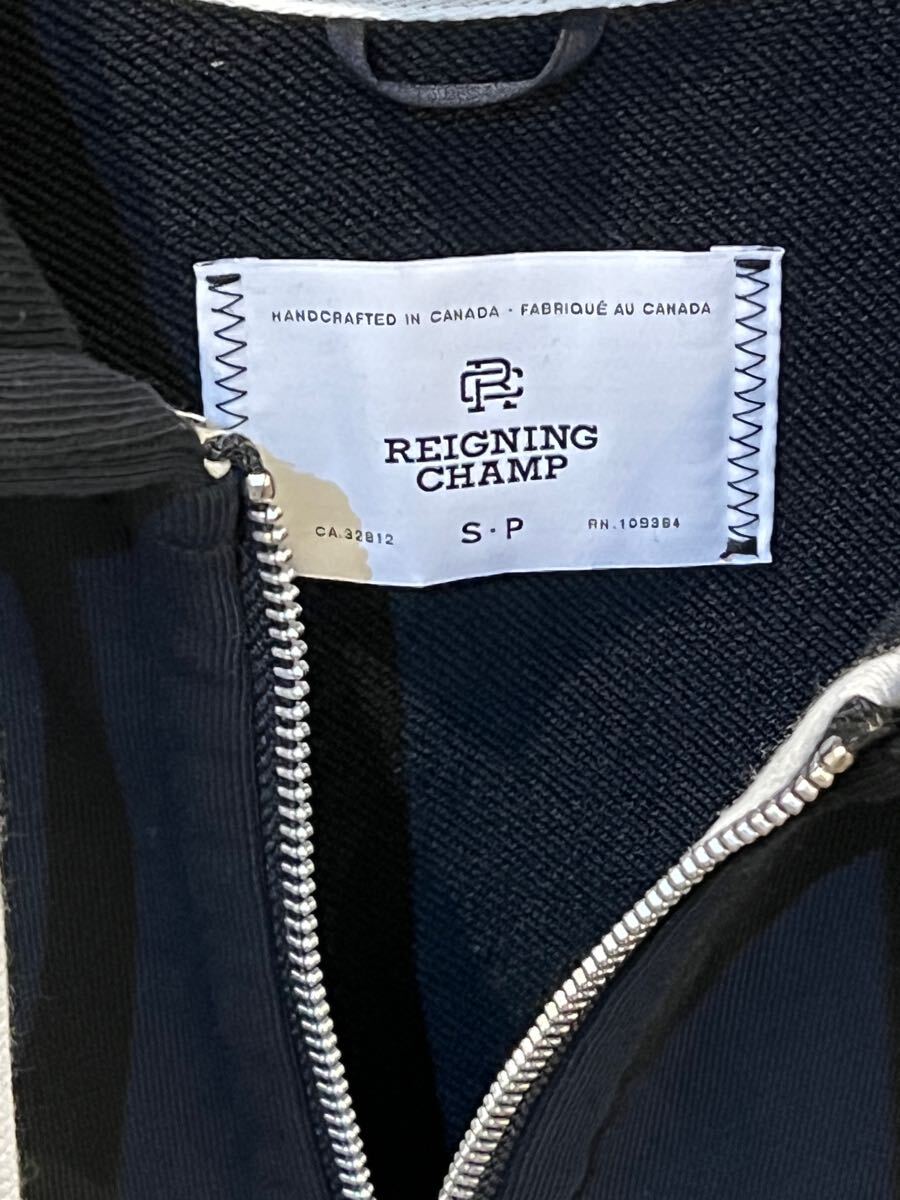 HANDCRAFTED IN CANADA · FABRIQUÉ AU CANADA
RC
REIGNING
CHAMP
CA.32812 S·P RN.109384